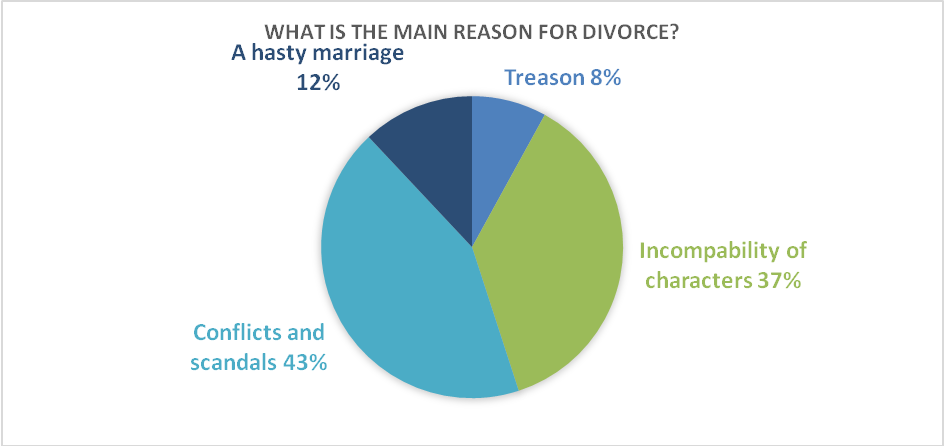 WHAT IS THE MAIN REASON FOR DIVORCE?
A hasty marriage
12%
Treason 8%
Incompability of
characters 37%
Conflicts and
scandals 43%